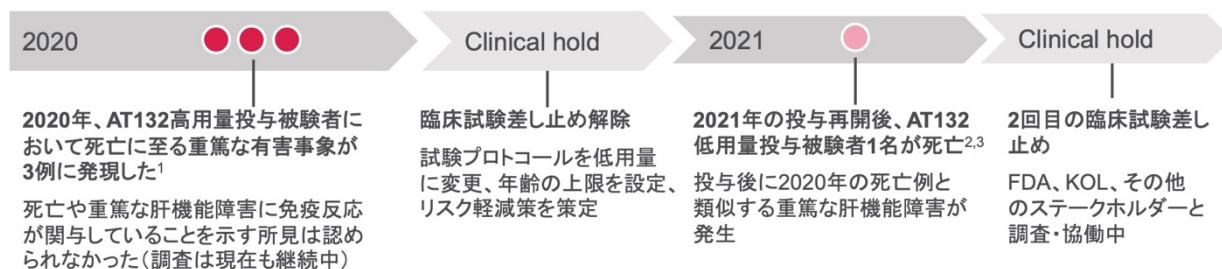 2020
Clinical hold
2021
Clinical hold
2020年、AT132高用量投与被験者に
おいて死亡に至る重篤な有害事象が
3例に発現した1
死亡や重篤な肝機能障害に免疫反応
が関与していることを示す所見は認め
られなかった（調査は現在も継続中）
臨床試験差し止め解除
試験プロトコールを低用量
に変更、年齢の上限を設定、
リスク軽減策を策定
2021年の投与再開後、AT132
低用量投与被験者1名が死亡2,3
投与後に2020年の死亡例と
類似する重篤な肝機能障害が
発生
2回目の臨床試験差し
止め
FDA、KOL、その他
のステークホルダーと
調査・協働中